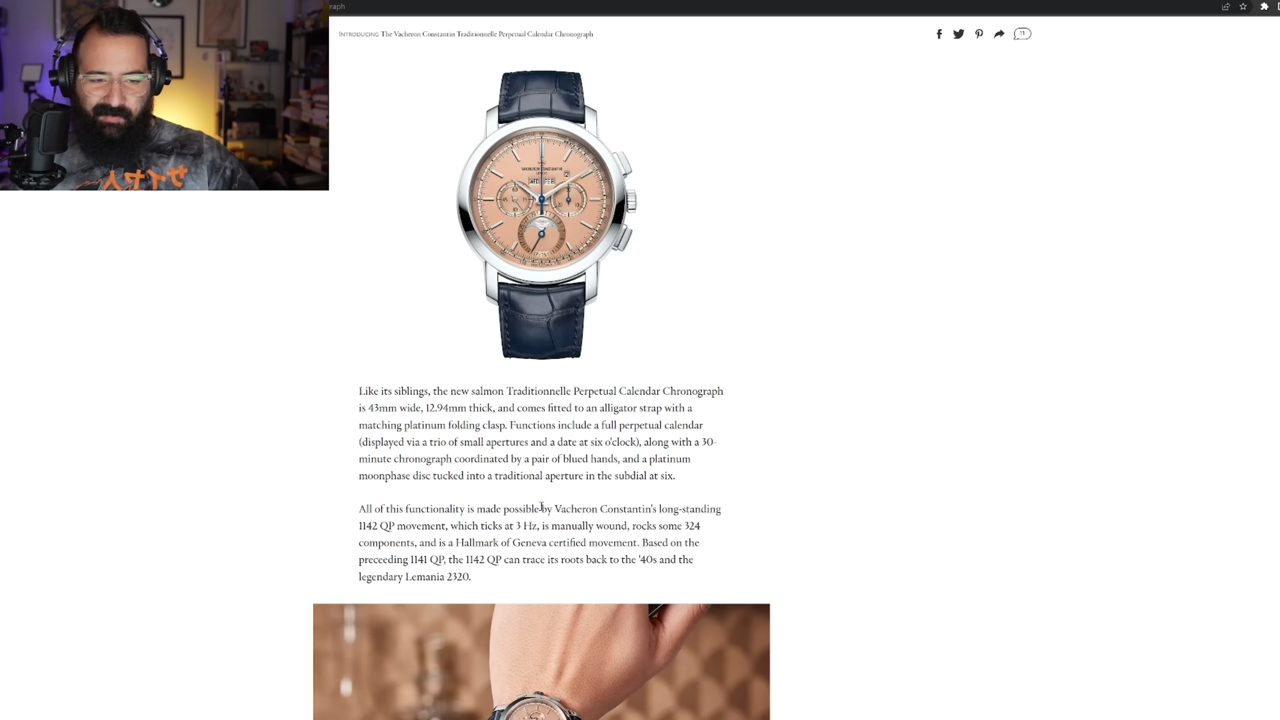 raph
INTRODUCING The Vacheron Constantin Traditionnelle Perpetual Calendar Chronograph
VACHERON CONSTANTIN
Like its siblings, the new salmon Traditionnelle Perpetual Calendar Chronograph
is 43mm wide, 12.94mm thick, and comes fitted to an alligator strap with a
matching platinum folding clasp. Functions include a full perpetual calendar
(displayed via a trio of small apertures and a date at six o'clock), along with a 30-
minute chronograph coordinated by a pair of blued hands, and a platinum
moonphase disc tucked into a traditional aperture in the subdial at six.
All of this functionality is made possible by Vacheron Constantin's long-standing
1142 QP movement, which ticks at 3 Hz, is manually wound, rocks some 324
components, and is a Hallmark of Geneva certified movement. Based on the
preceeding 1141 QP, the 1142 QP can trace its roots back to the '40s and the
legendary Lemania 2320.